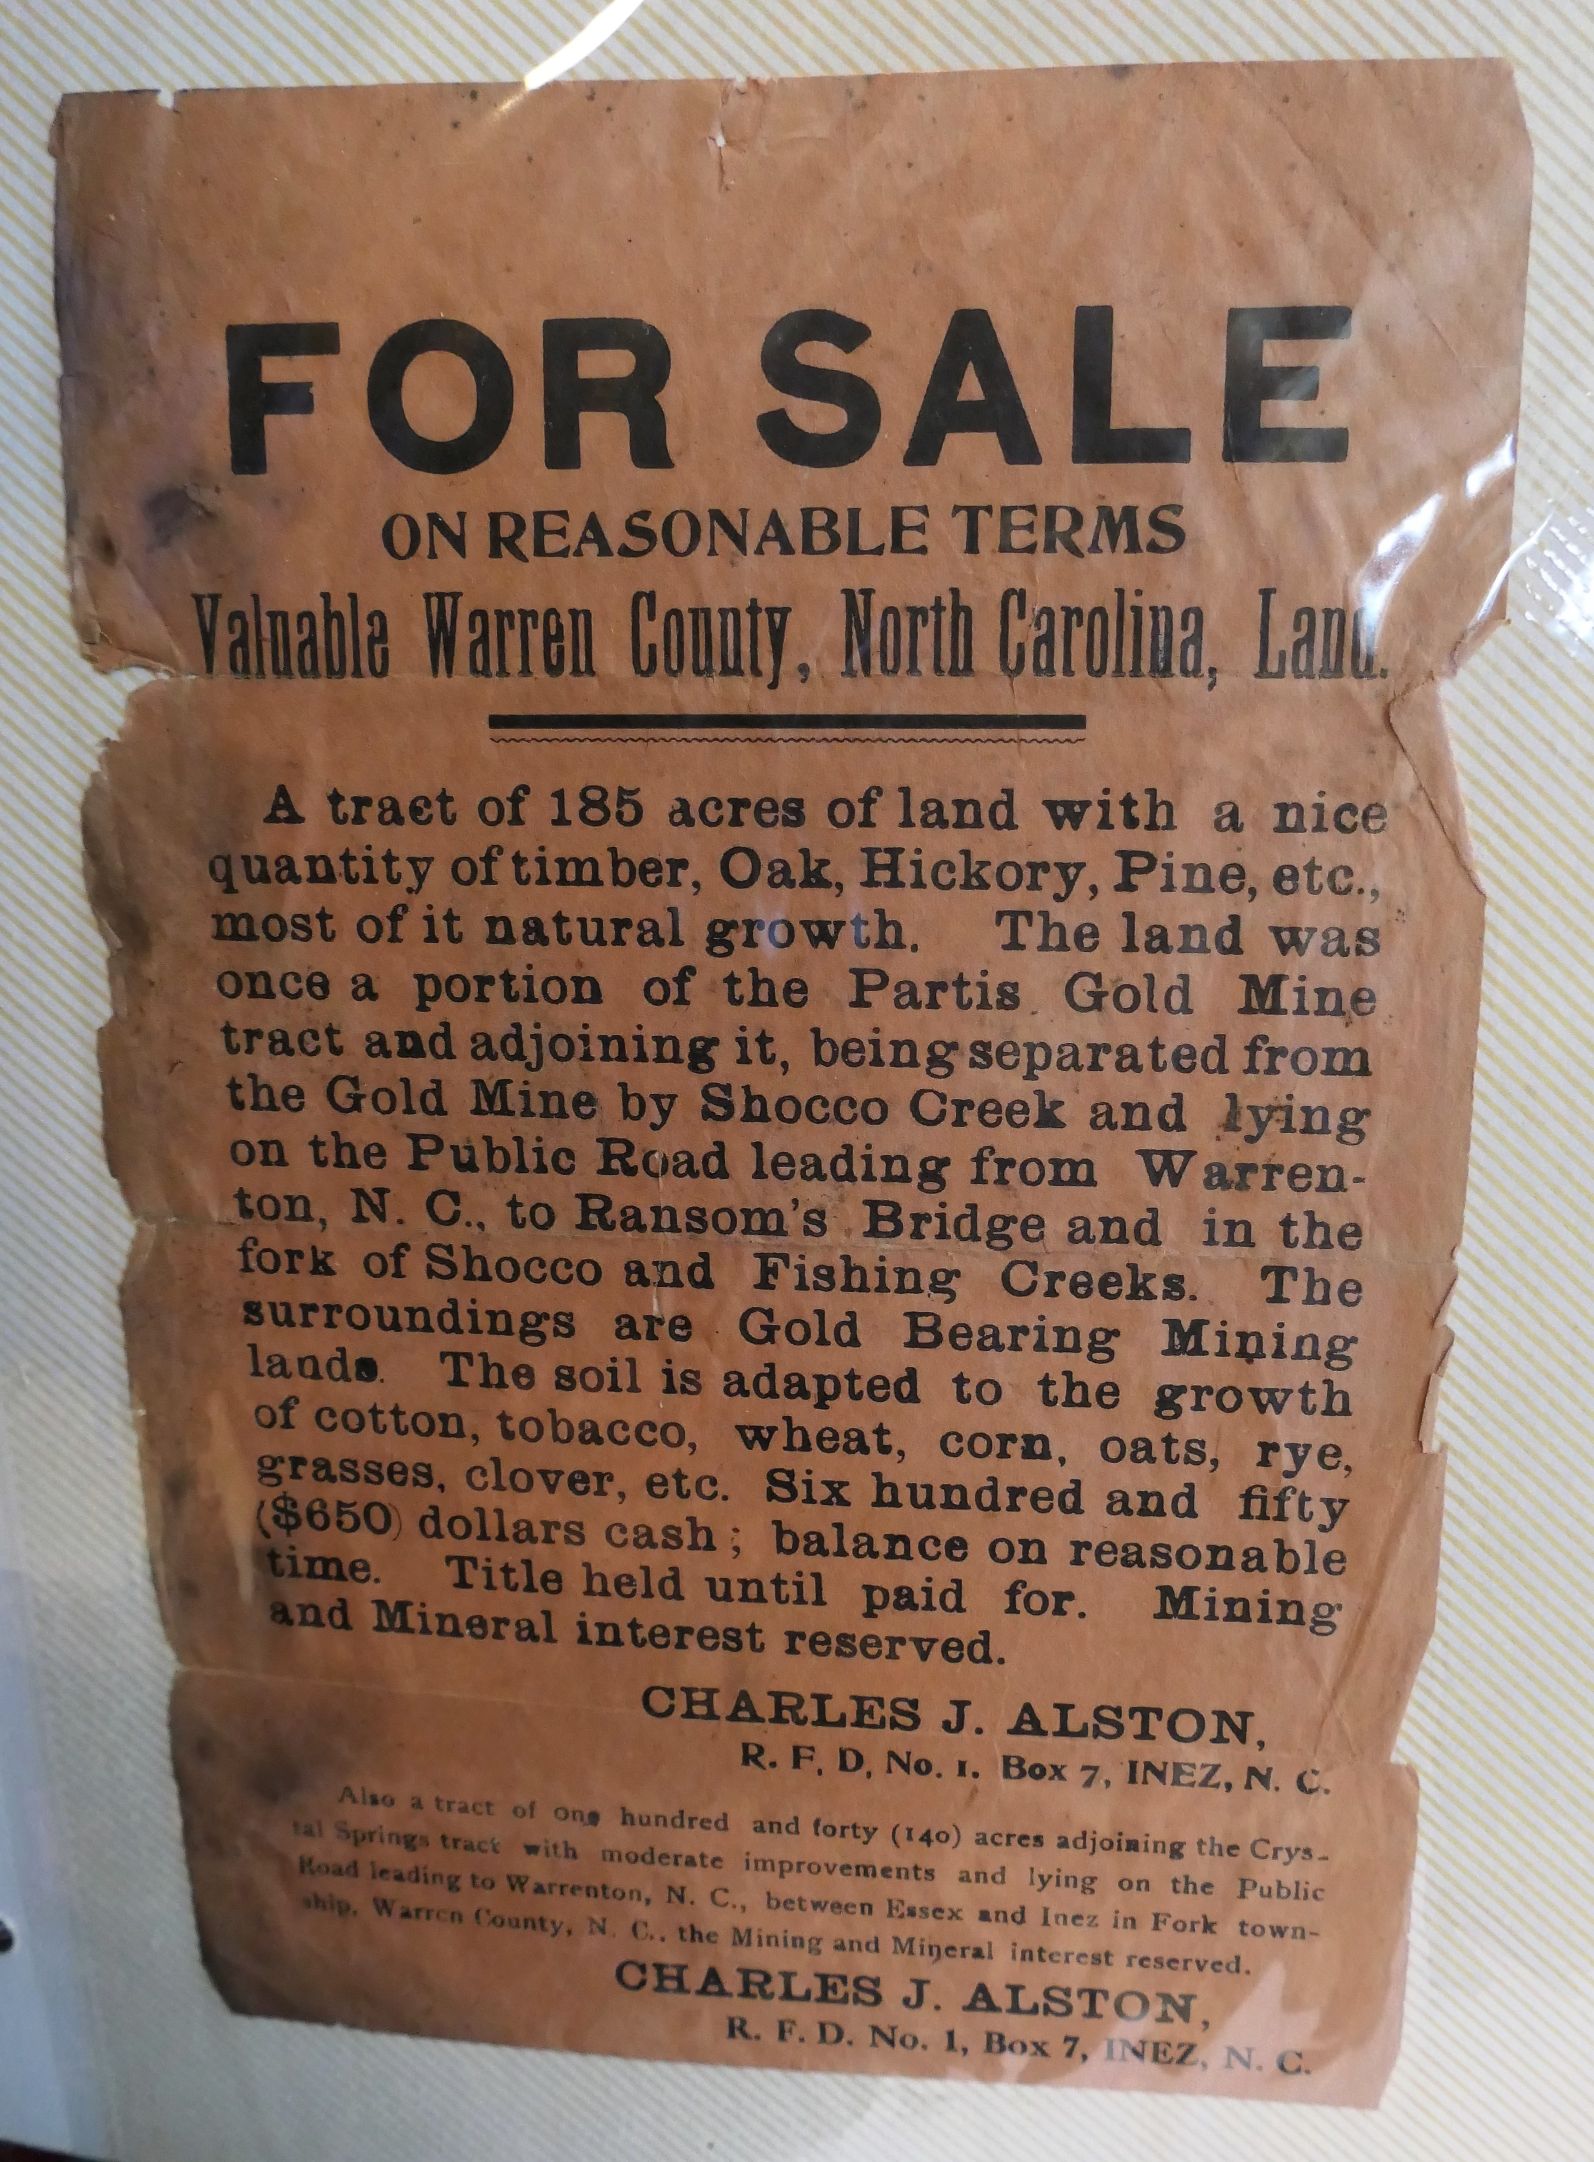 FOR SALE
ON REASONABLE TERMS
Valuable Warren County, North Carolina, Land.
A tract of 185 acres of land with a nice
quantity of timber, Oak, Hickory, Pine, etc.,
most of it natural growth. The land was
once a portion of the Partis Gold Mine
tract and adjoining it, being separated from
the Gold Mine by Shocco Creek and lying
on the Public Road leading from Warren-
ton, N. C., to Ransom's Bridge and in the
fork of Shocco and Fishing Creeks. The
surroundings are Gold Bearing Mining
lands. The soil is adapted to the growth
of cotton, tobacco, wheat, corn, oats, rye,
grasses, clover, etc. Six hundred and fifty
($650) dollars cash; balance on reasonable
time. Title held until paid for. Mining
and Mineral interest reserved.
CHARLES J. ALSTON,
R. F. D. No. 1. Box 7, INEZ, N. C.
Also a tract of one hundred and forty (140) acres adjoining the Crys-
tal Springs tract with moderate improvements and lying on the Public
Road leading to Warrenton, N. C., between Essex and Inez in Fork town-
ship, Warren County, N. C., the Mining and Mineral interest reserved.
CHARLES J. ALSTON,
R. F. D. No. 1, Box 7, INEZ, N. C.